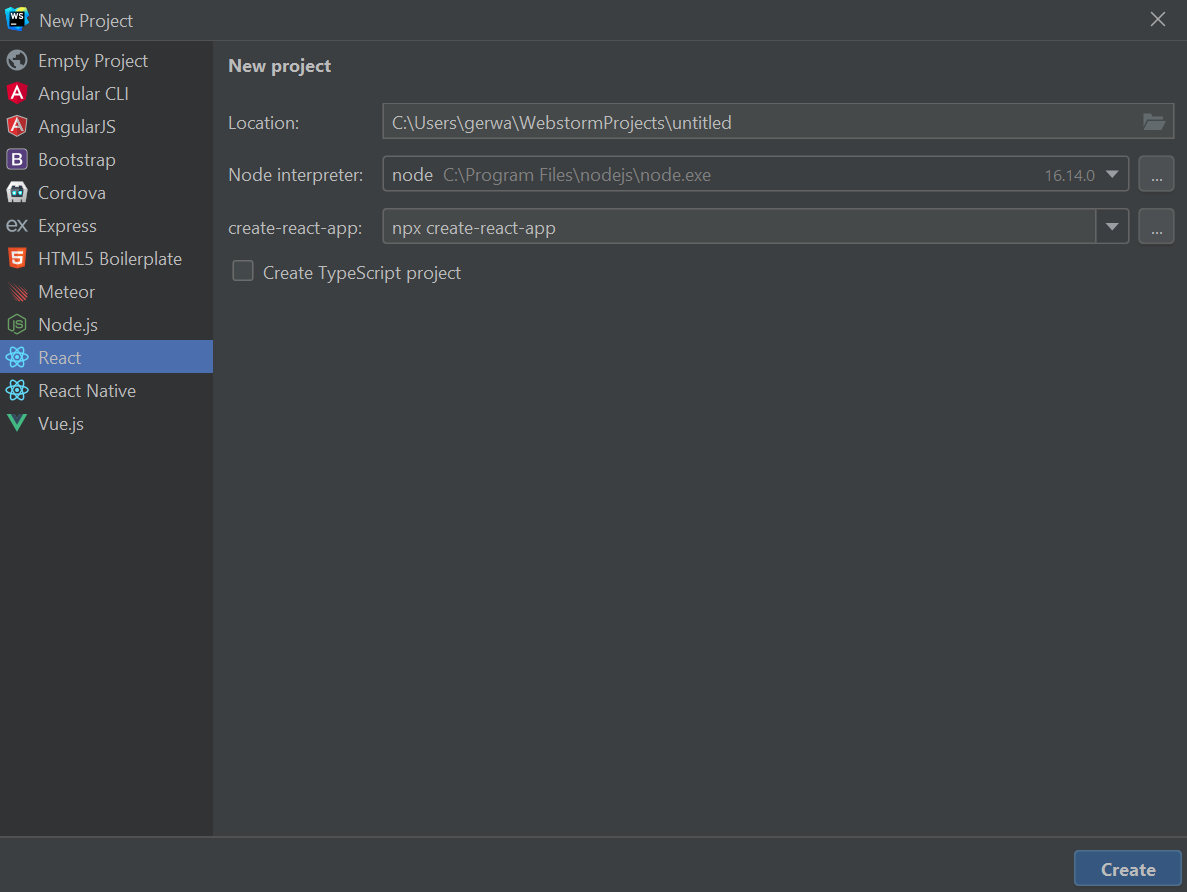 WS New Project
Empty Project
Angular CLI
AngularJS
Bootstrap
Cordova
Express
HTML5 Boilerplate
Meteor
Node.js
React
React Native
Vue.js
New project
Location: C:\Users\gerwa\WebstormProjects\untitled
Node interpreter: node C:\Program Files\nodejs\node.exe 16.14.0 ...
create-react-app: npx create-react-app ...
Create TypeScript project
Create